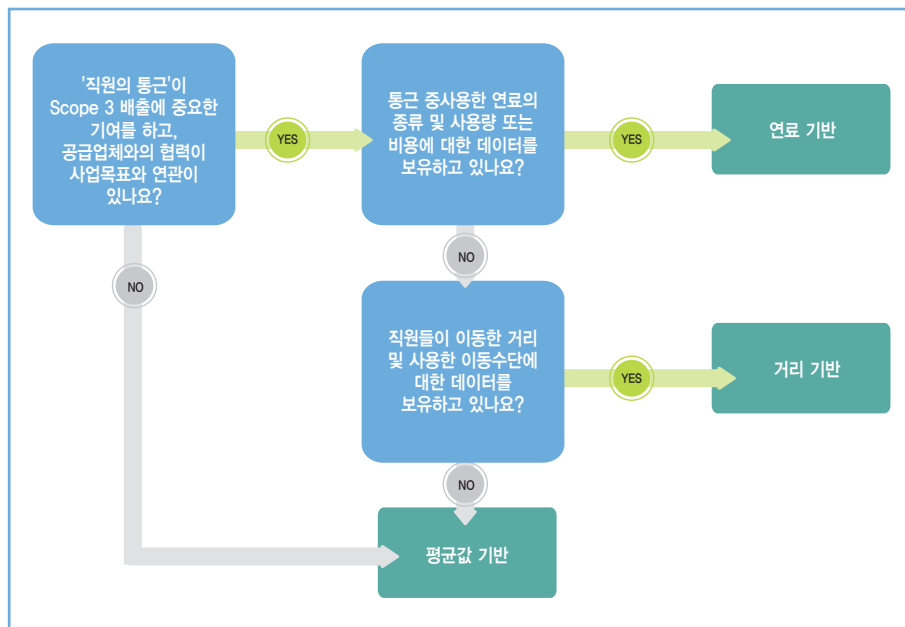 '직원의 통근'이
Scope 3 배출에 중요한
기여를 하고,
공급업체와의 협력이
사업목표와 연관이
있나요?
YES
통근 중사용한 연료의
종류 및 사용량 또는
비용에 대한 데이터를
보유하고 있나요?
YES
연료 기반
NO
NO
직원들이 이동한 거리
및 사용한 이동수단에
대한 데이터를
보유하고 있나요?
YES
거리 기반
NO
평균값 기반